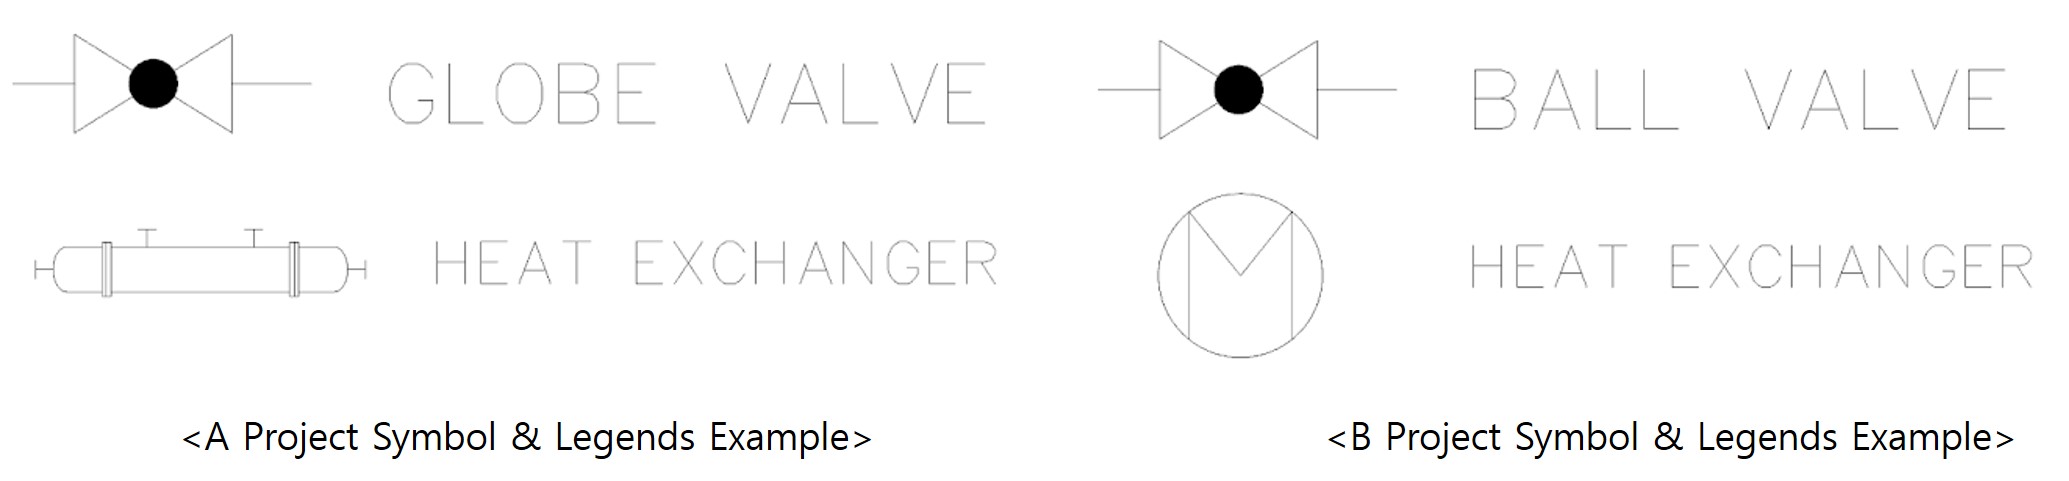 GLOBE VALVE
HEAT EXCHANGER
<A Project Symbol & Legends Example>
BALL VALVE
HEAT EXCHANGER
<B Project Symbol & Legends Example>